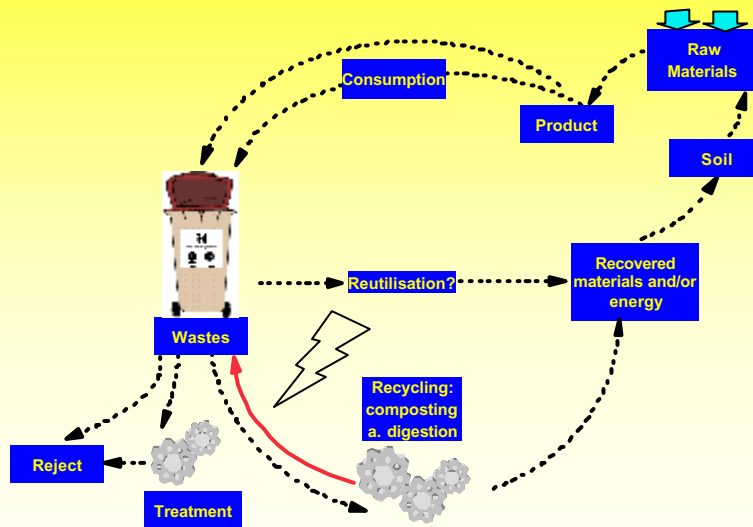 Raw
Materials
Consumption
Product
Soil
Recovered
materials and/or
energy
Reutilisation?
Wastes
Recycling:
composting
a. digestion
Reject
Treatment